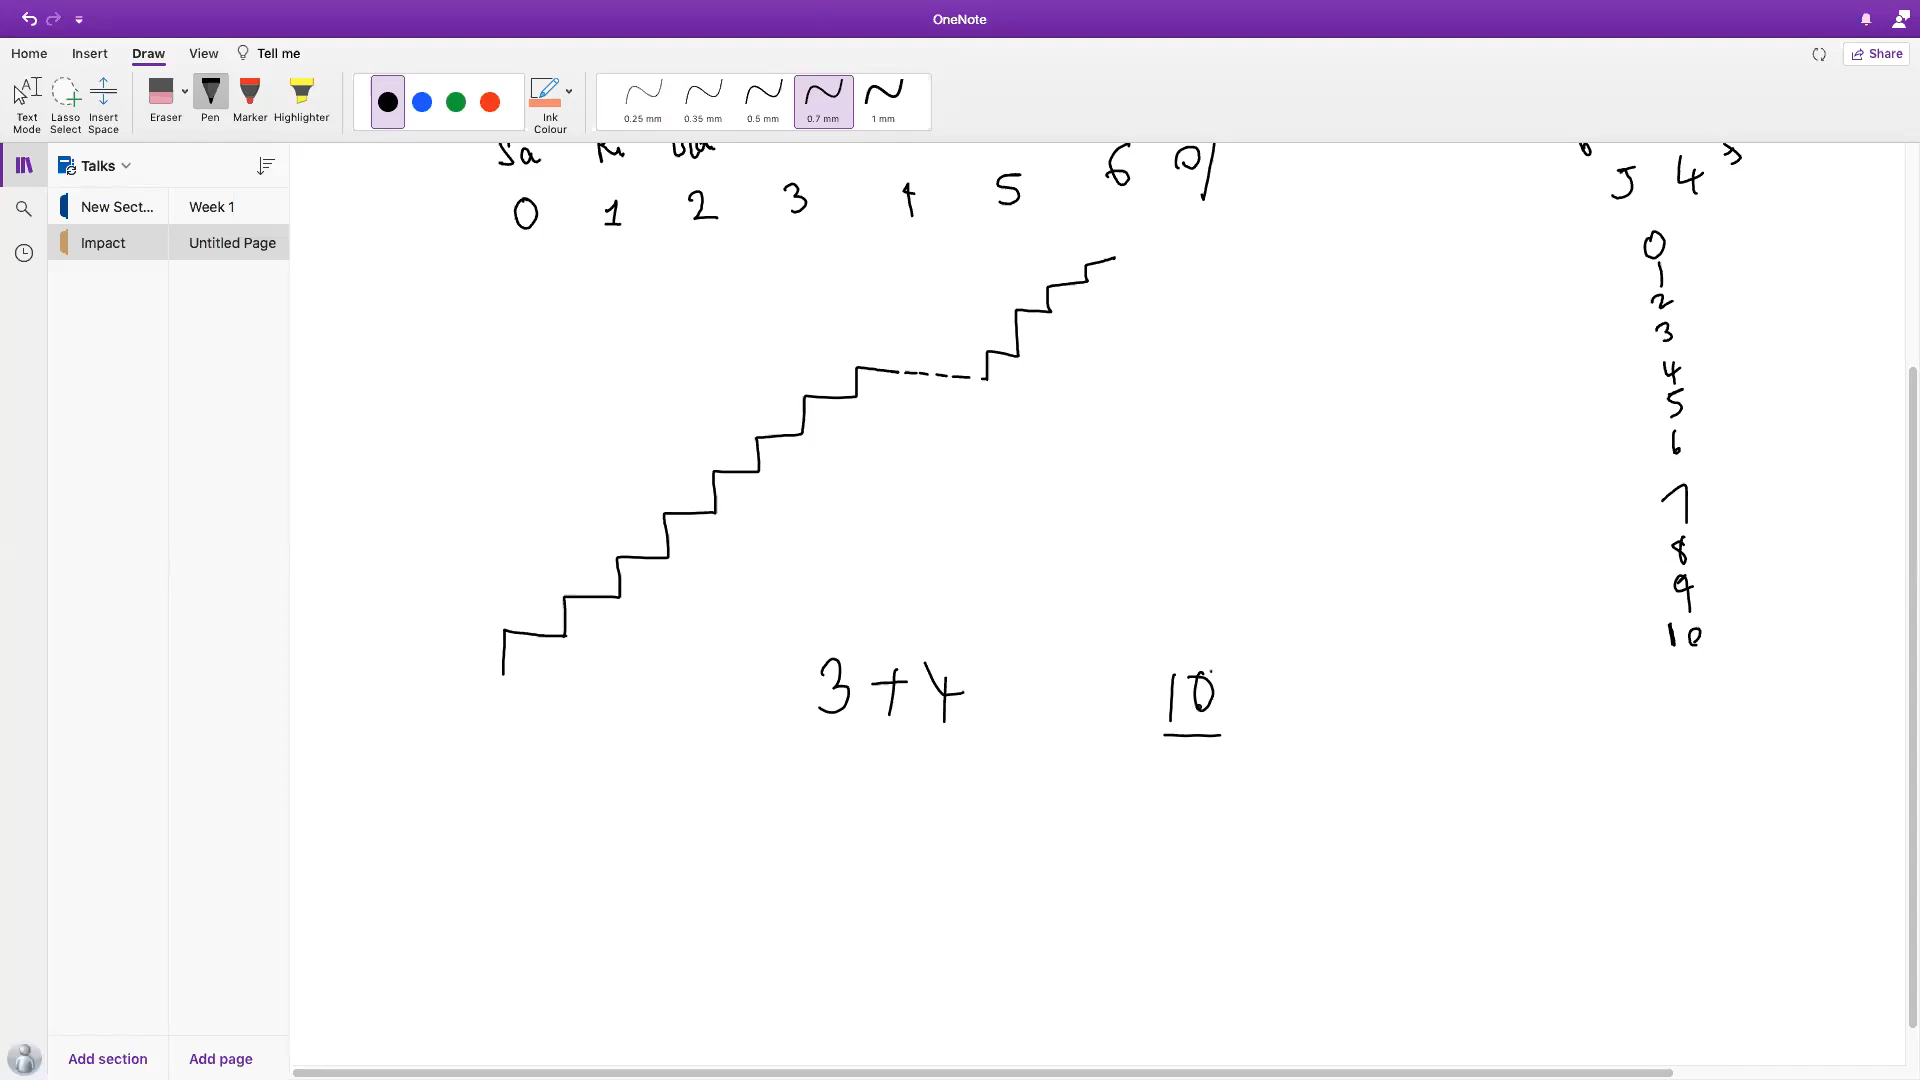 OneNote
Home Insert Draw View Tell me
Share
Text Mode
Lasso Select
Insert Space
Eraser
Pen
Marker
Highlighter
Ink Colour
0.25 mm
0.35 mm
0.5 mm
0.7 mm
1 mm
Talks
New Sect...
Week 1
Impact
Untitled Page
Sa
0 1 2 3 4 5 6 0/
5 4
0
1
2
3
4
5
6
7
8
9
10
3+4
10
Add section
Add page